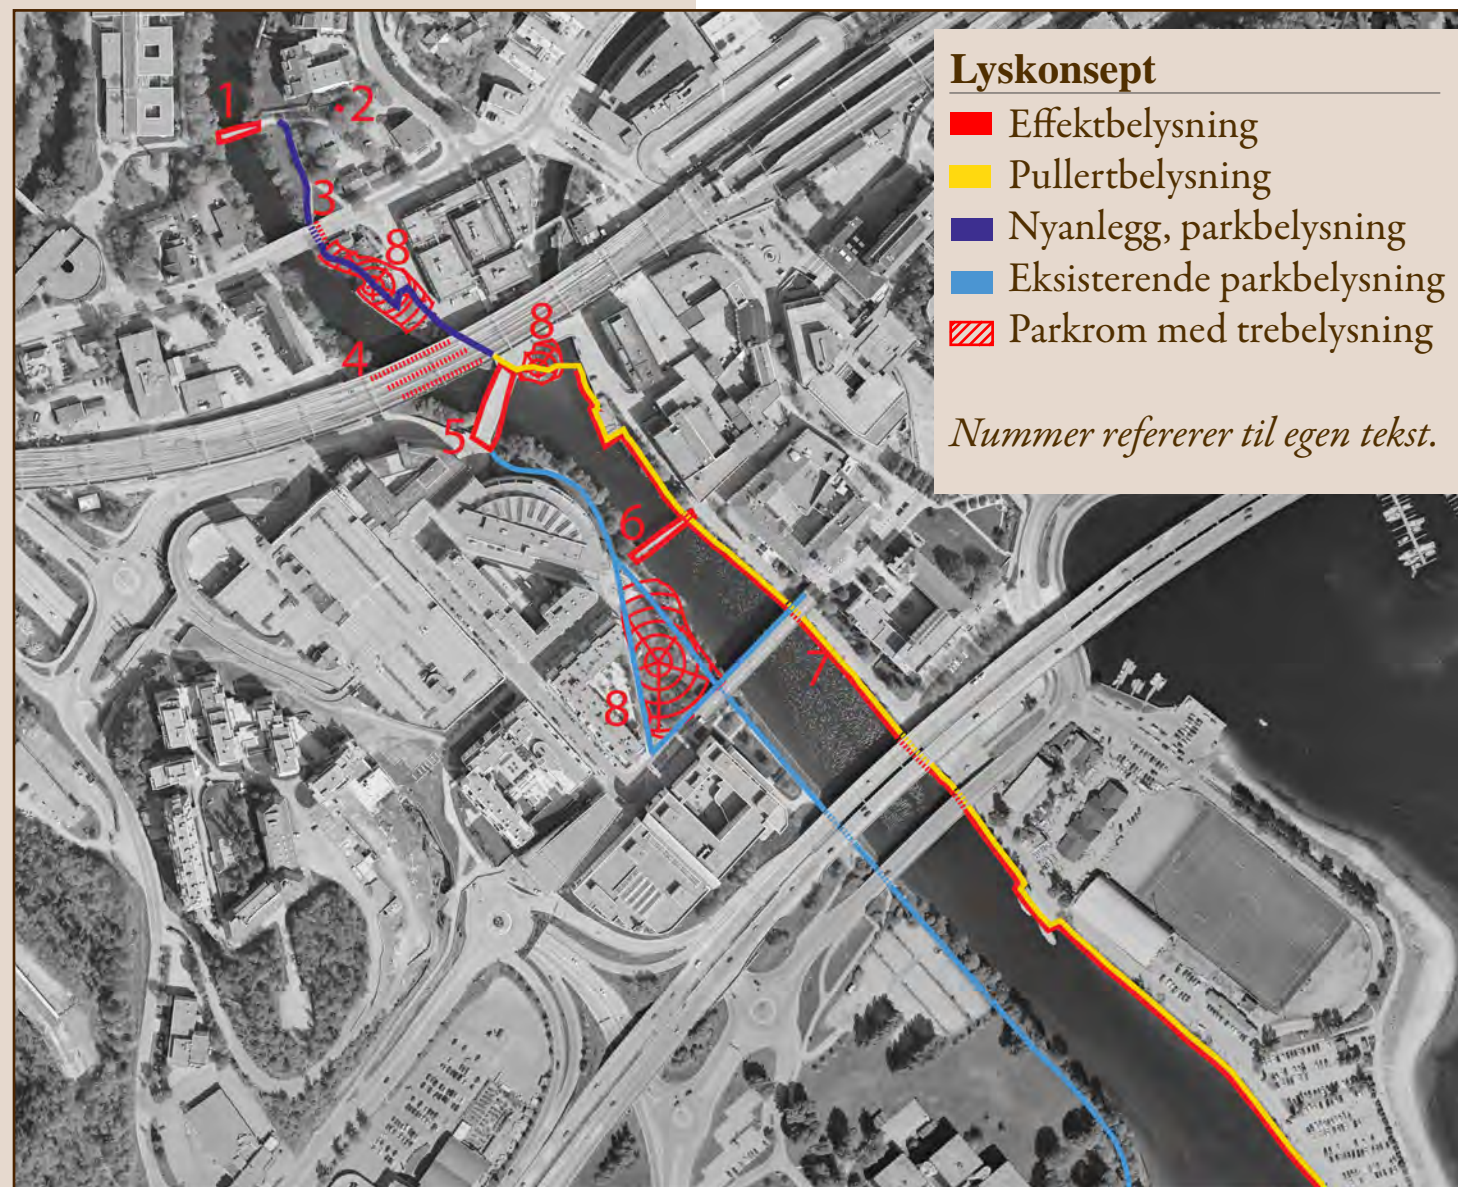 Lyskonsept
Effektbelysning
Pullertbelysning
Nyanlegg, parkbelysning
Eksisterende parkbelysning
Parkrom med trebelysning
Nummer refererer til egen tekst.
1
2
3
8
8
4
5
6
7
8